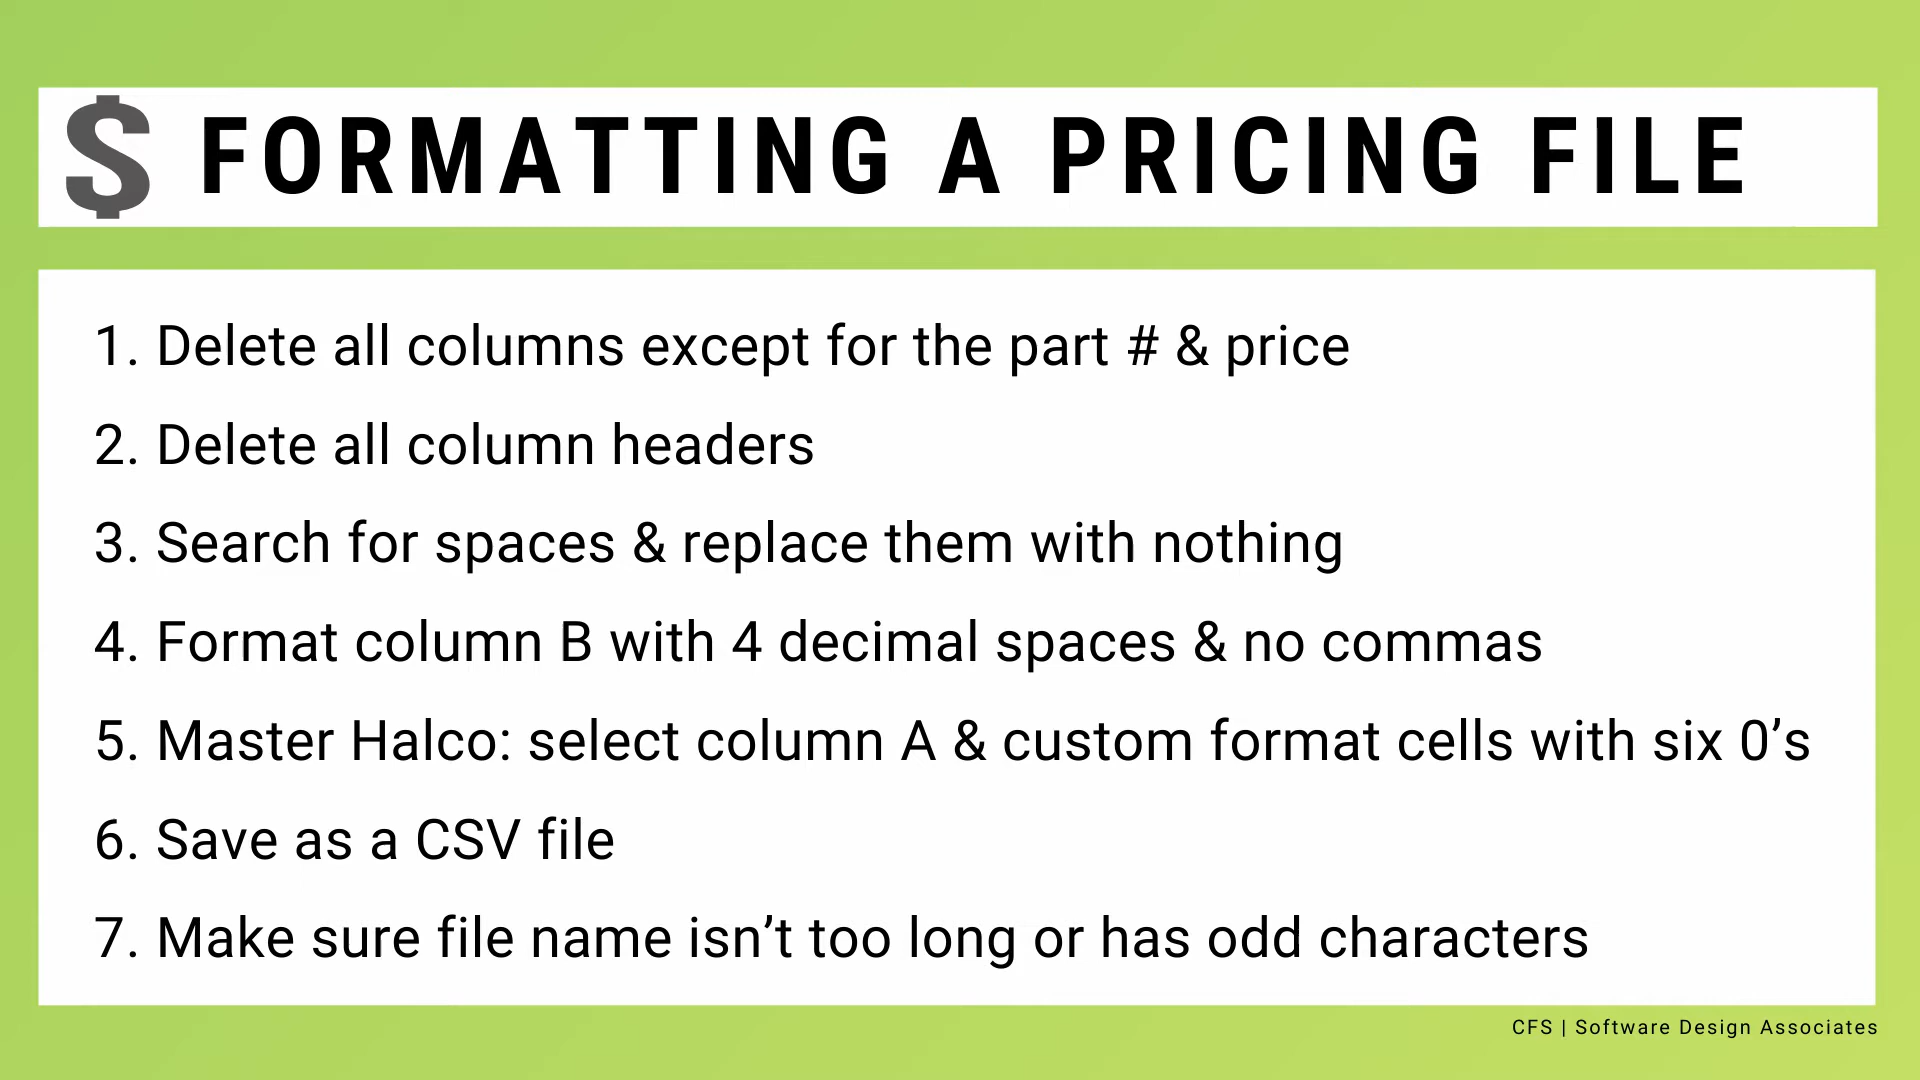 $ FORMATTING A PRICING FILE
1. Delete all columns except for the part # & price
2. Delete all column headers
3. Search for spaces & replace them with nothing
4. Format column B with 4 decimal spaces & no commas
5. Master Halco: select column A & custom format cells with six 0’s
6. Save as a CSV file
7. Make sure file name isn’t too long or has odd characters
CFS | Software Design Associates